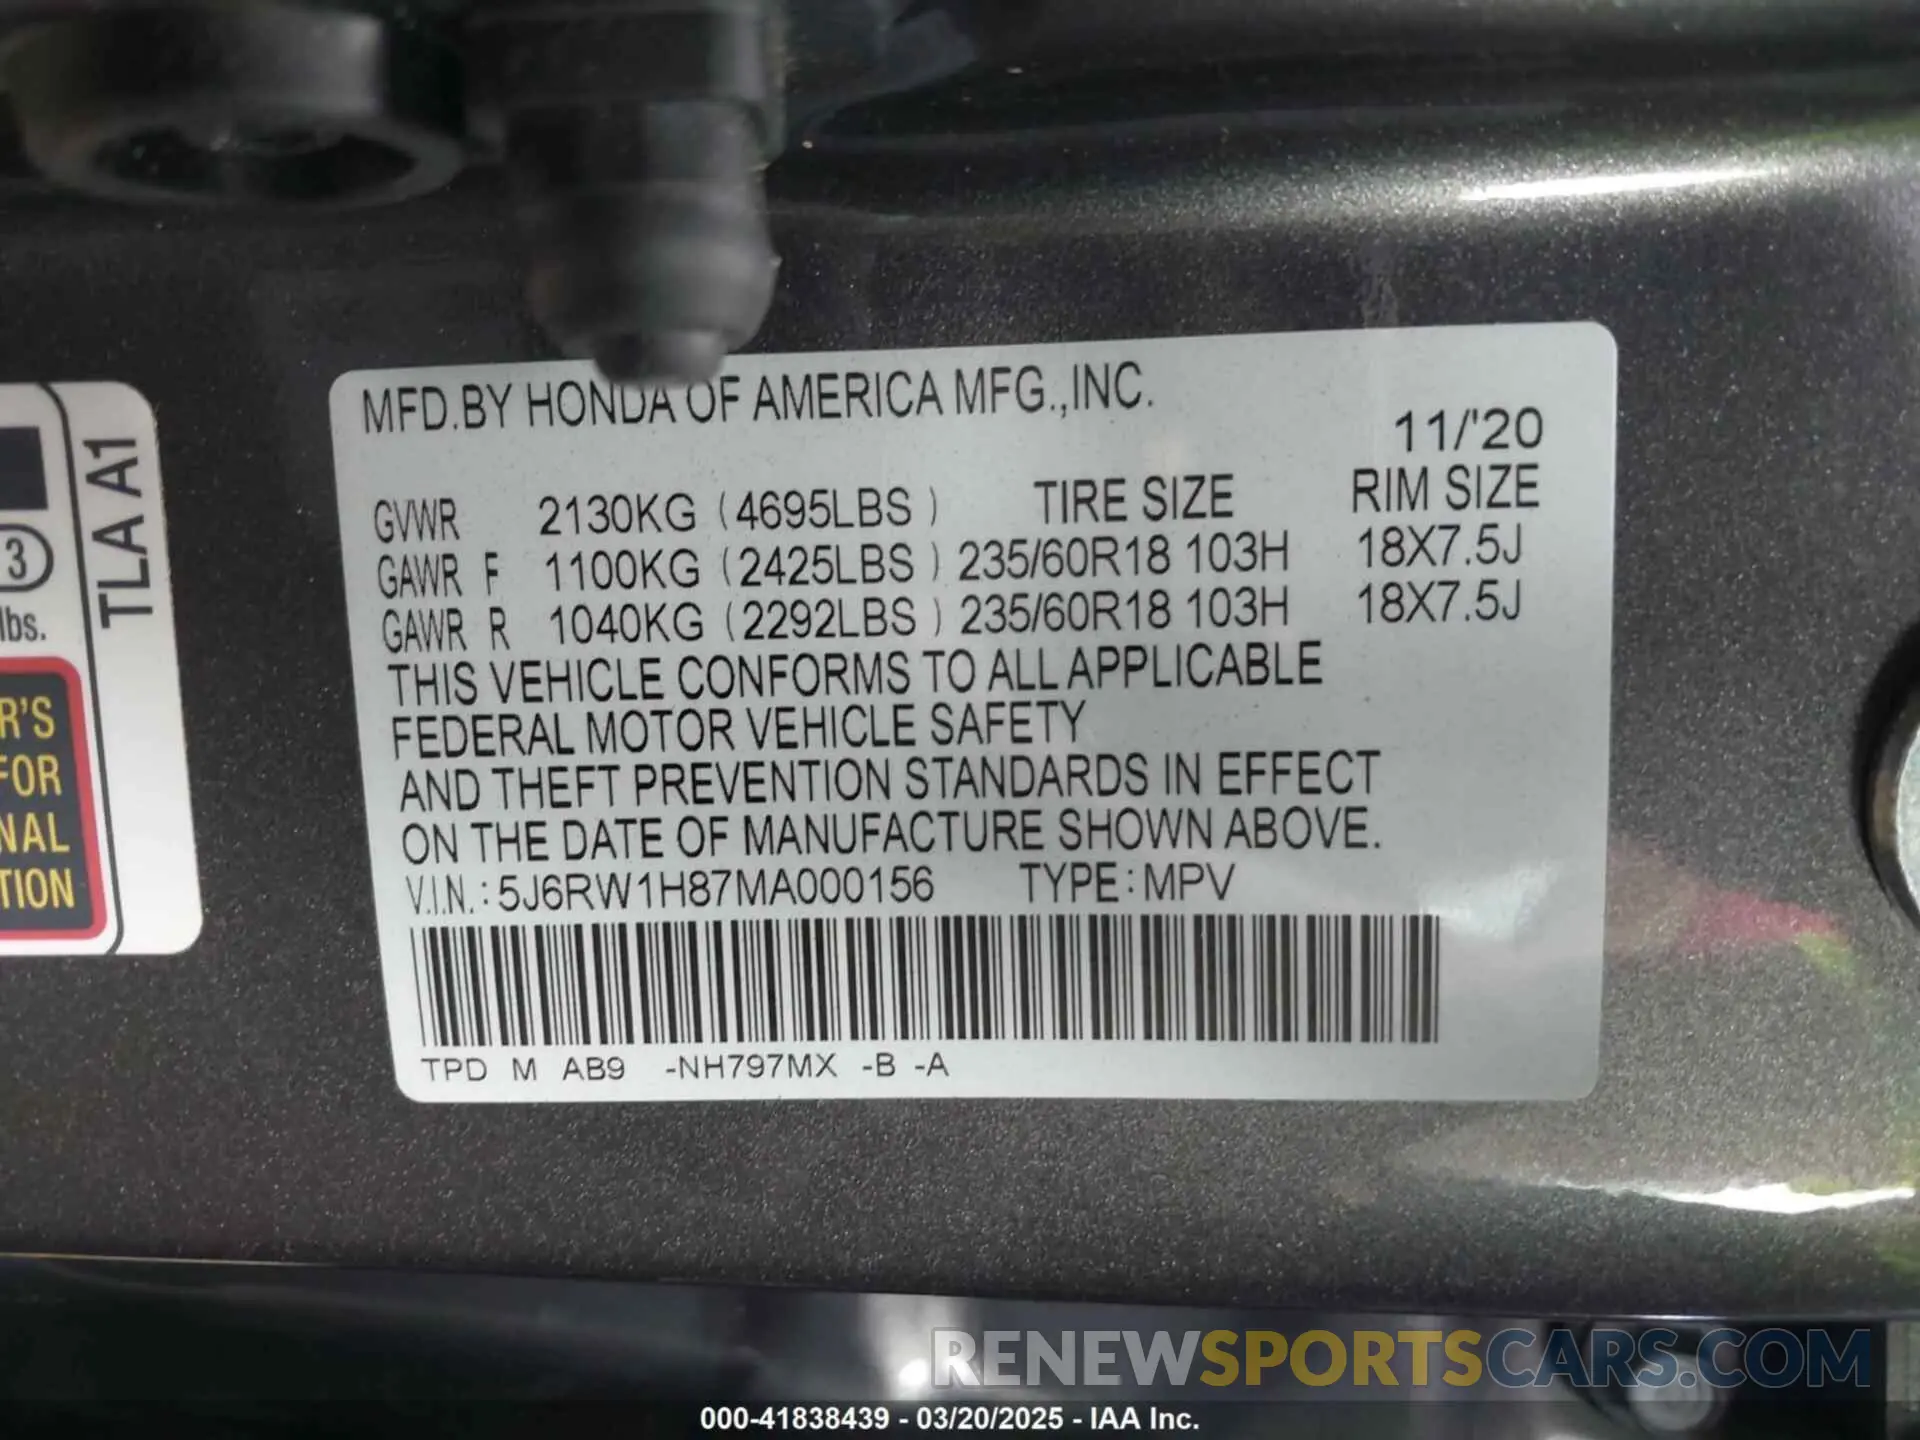 MFD.BY HONDA OF AMERICA MFG.,INC.
11/'20
GVWR 2130KG (4695LBS ) TIRE SIZE RIM SIZE
GAWR F 1100KG (2425LBS ) 235/60R18 103H 18X7.5J
GAWR R 1040KG (2292LBS ) 235/60R18 103H 18X7.5J
THIS VEHICLE CONFORMS TO ALL APPLICABLE
FEDERAL MOTOR VEHICLE SAFETY
AND THEFT PREVENTION STANDARDS IN EFFECT
ON THE DATE OF MANUFACTURE SHOWN ABOVE.
V.I.N.: 5J6RW1H87MA000156 TYPE: MPV
TPD M AB9 -NH797MX -B -A
TLA A1
3
lbs.
R'S
FOR
NAL
TION
RENEWSPORTSCARS.COM
000-41838439 - 03/20/2025 - IAA Inc.